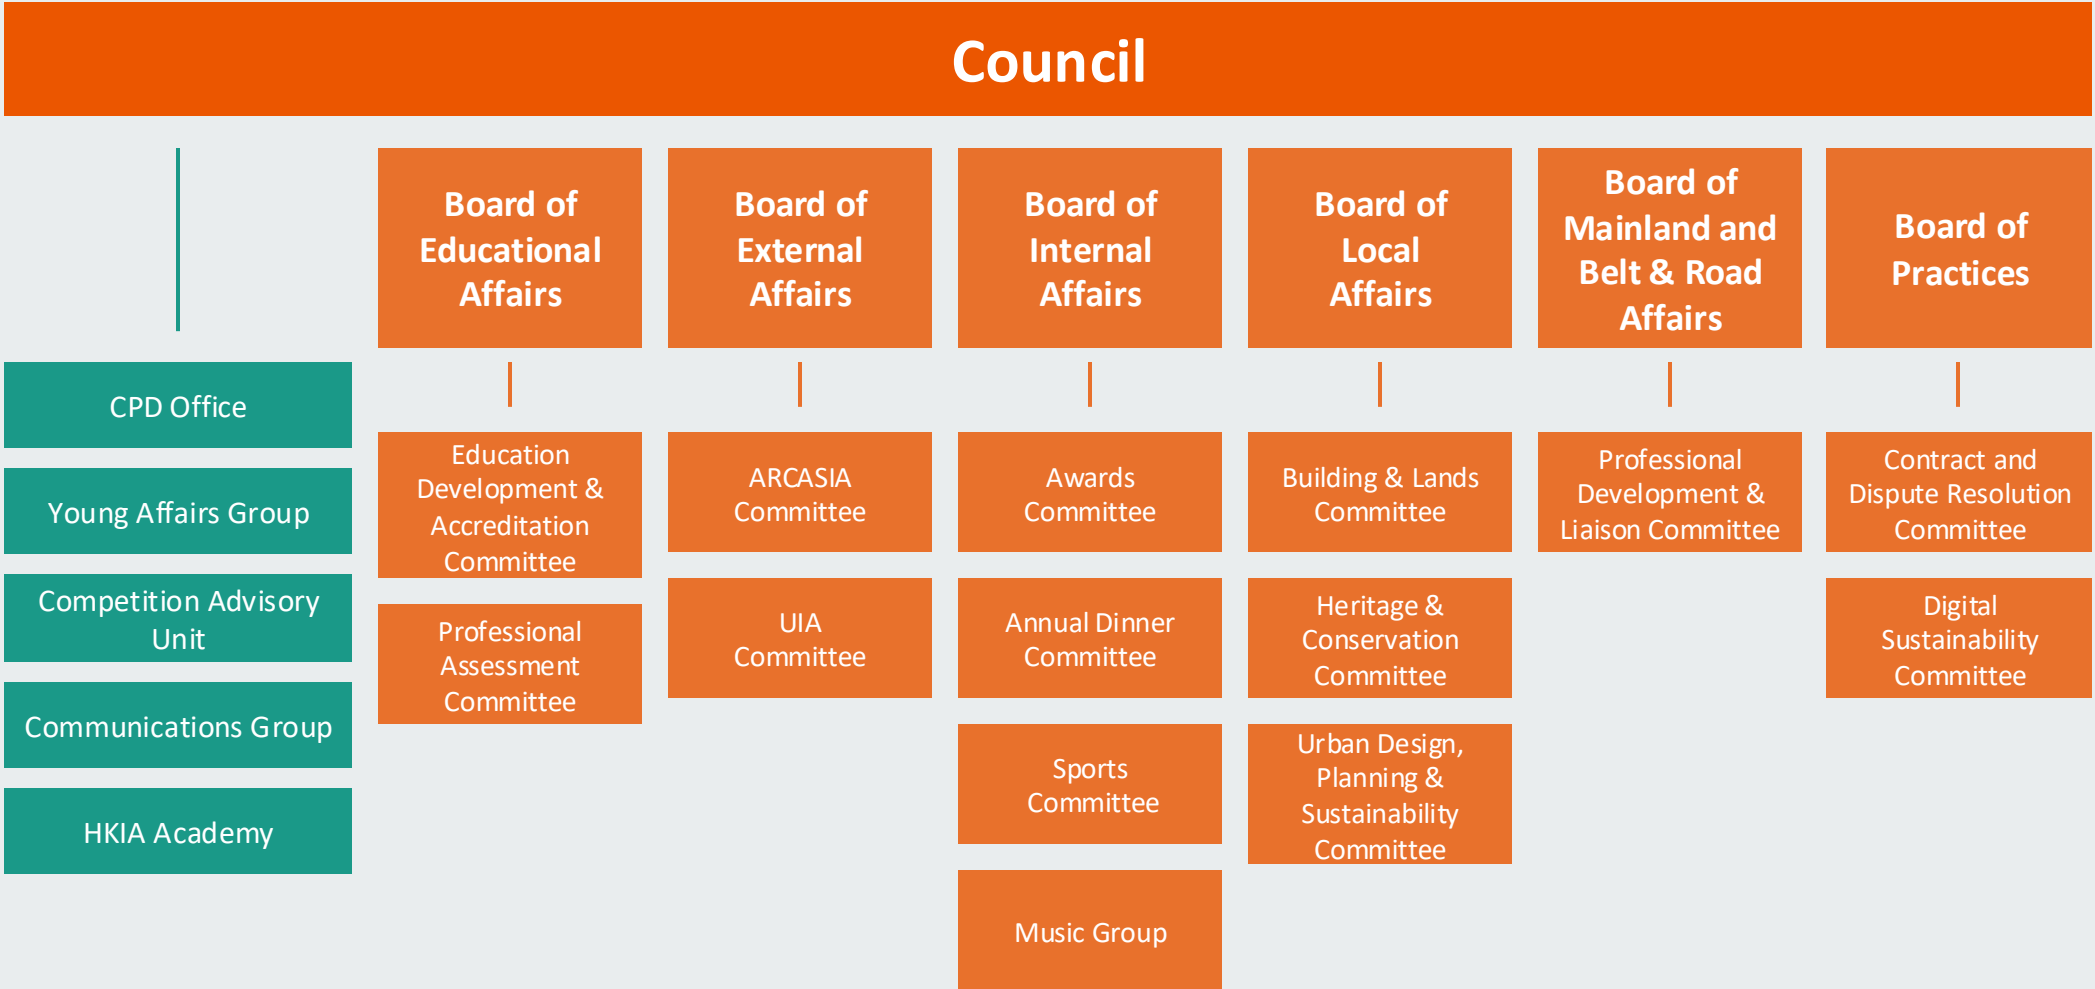 Council
Board of
Educational
Affairs
Board of
External
Affairs
Board of
Internal
Affairs
Board of
Local
Affairs
Board of
Mainland and
Belt & Road
Affairs
Board of
Practices
CPD Office
Young Affairs Group
Competition Advisory
Unit
Communications Group
HKIA Academy
Education
Development &
Accreditation
Committee
Professional
Assessment
Committee
ARCASIA
Committee
UIA
Committee
Awards
Committee
Annual Dinner
Committee
Sports
Committee
Music Group
Building & Lands
Committee
Heritage &
Conservation
Committee
Urban Design,
Planning &
Sustainability
Committee
Professional
Development &
Liaison Committee
Contract and
Dispute Resolution
Committee
Digital
Sustainability
Committee